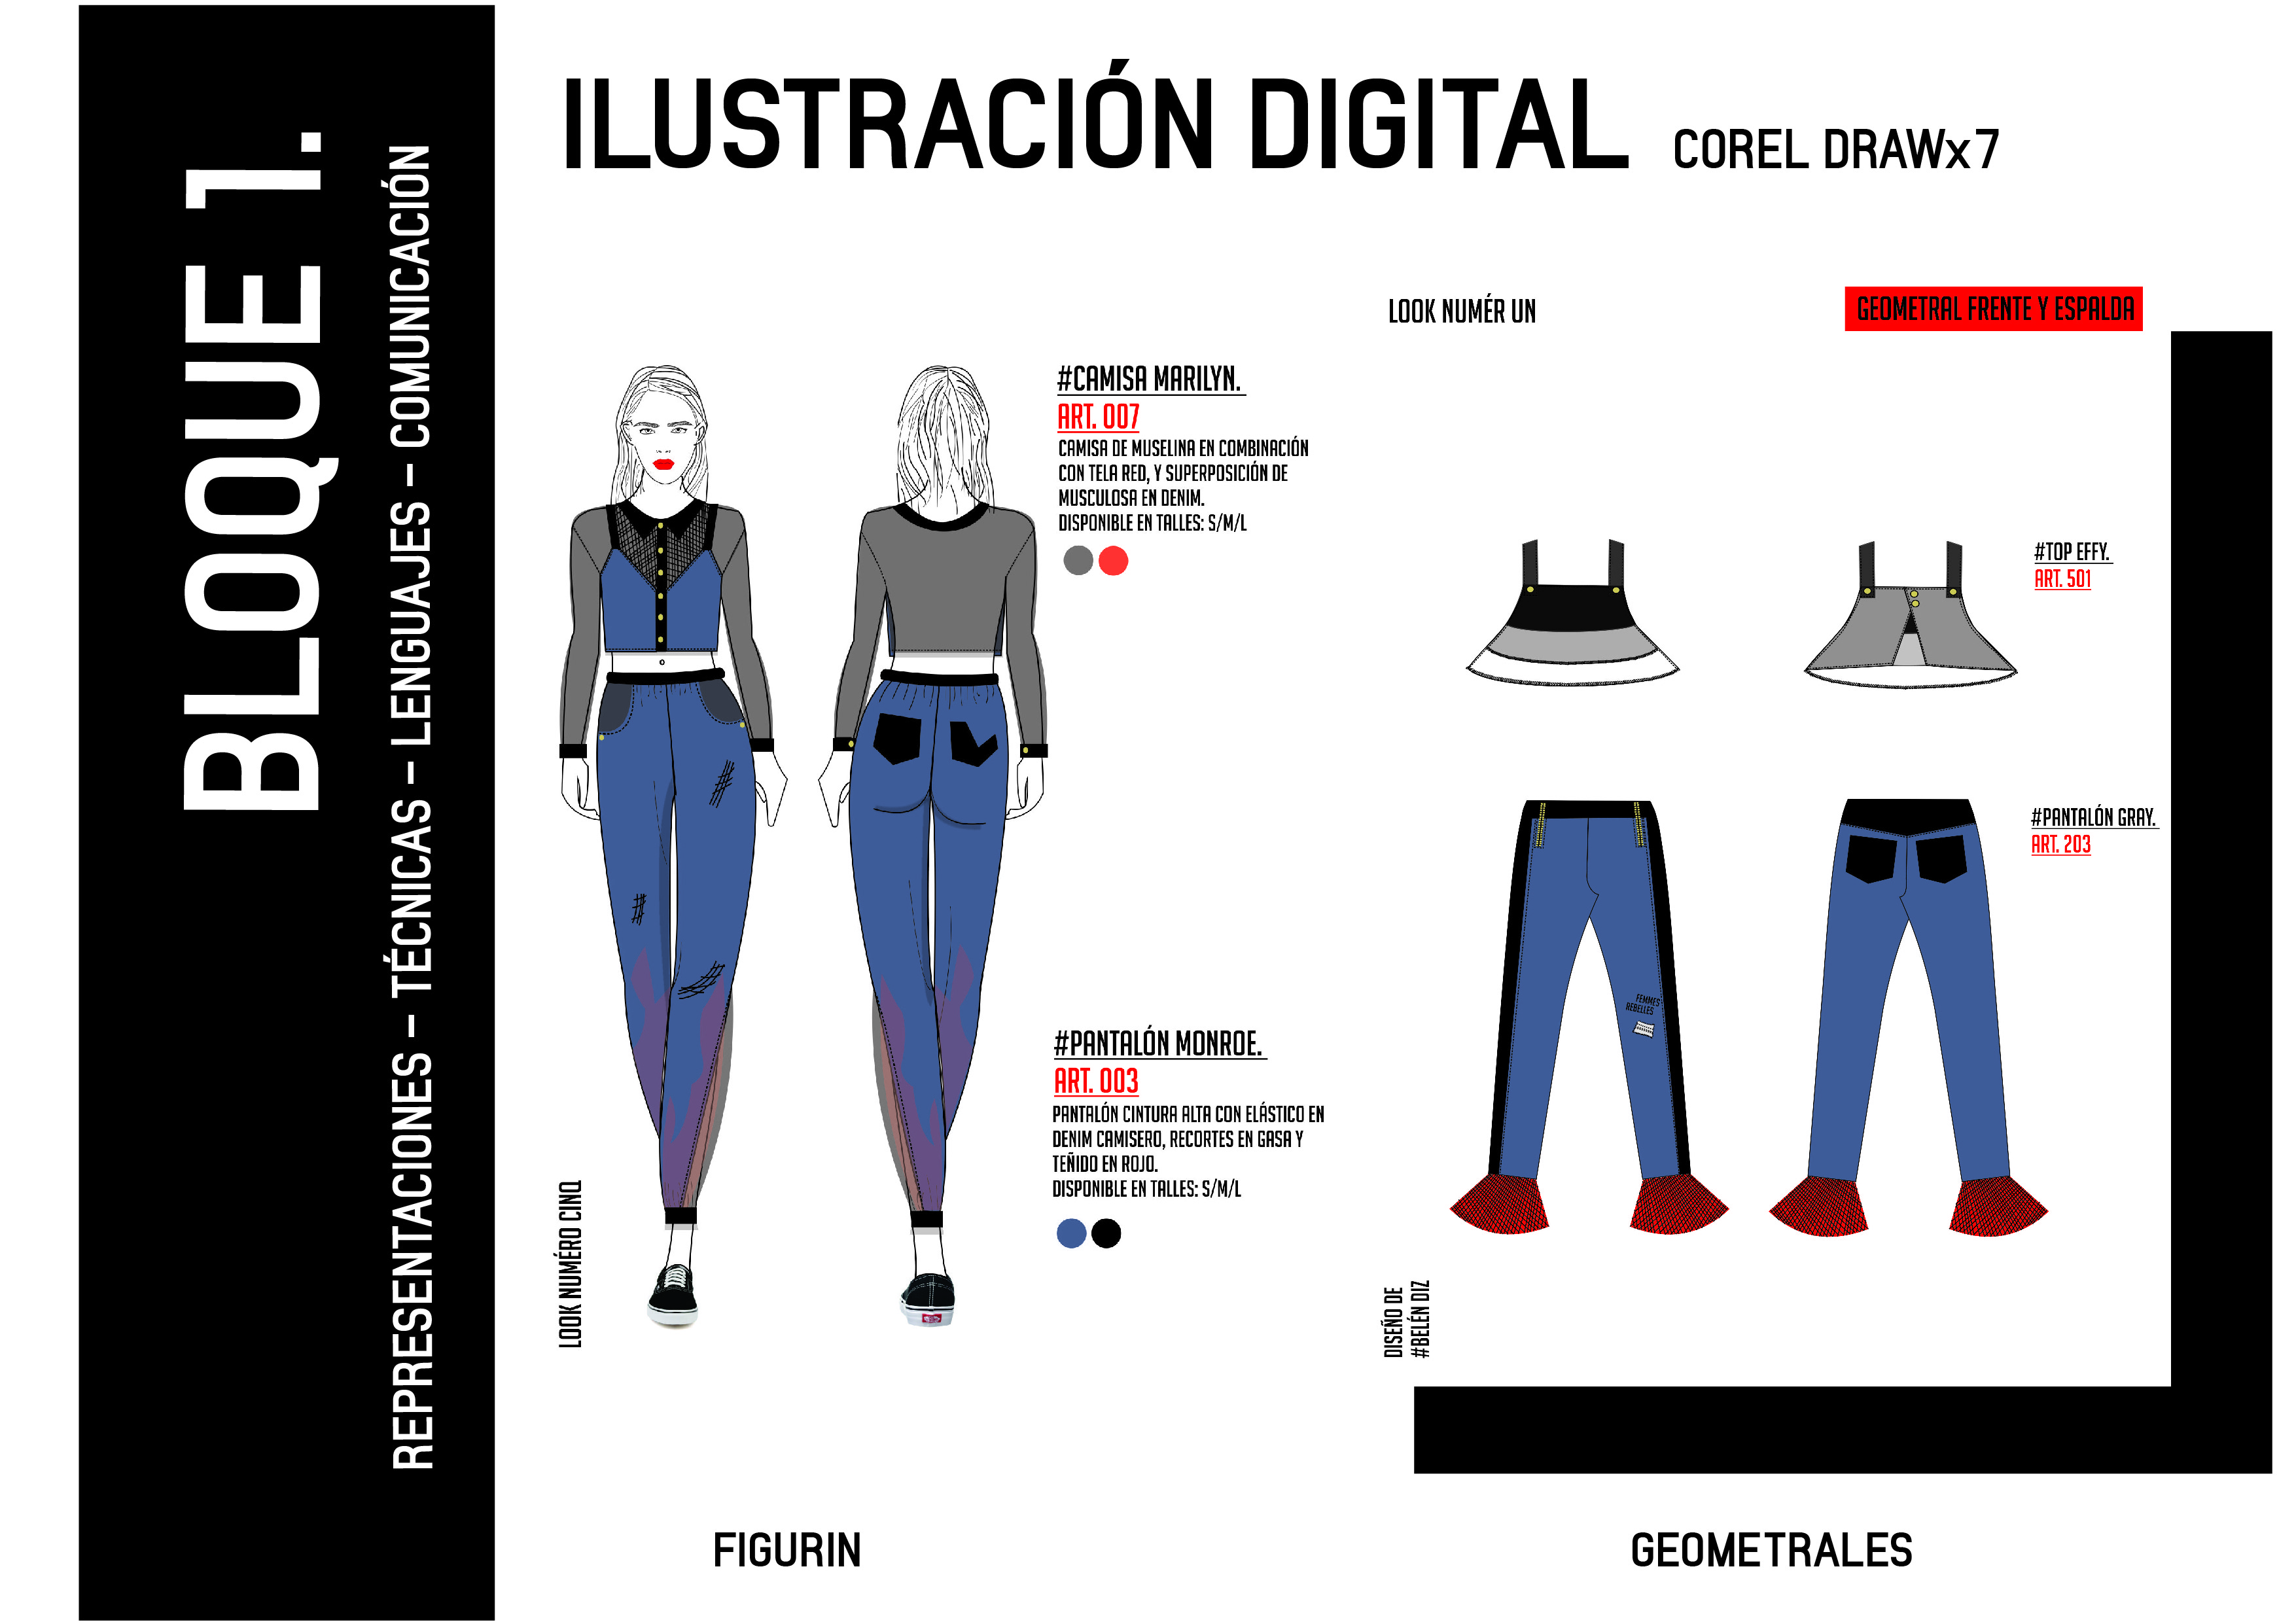 BLOQUE 1.
REPRESENTACIONES – TÉCNICAS – LENGUAJES – COMUNICACIÓN
ILUSTRACIÓN DIGITAL COREL DRAWx7
#CAMISA MARILYN.
ART. 007
CAMISA DE MUSELINA EN COMBINACIÓN
CON TELA RED, Y SUPERPOSICIÓN DE
MUSCULOSA EN DENIM.
DISPONIBLE EN TALLES: S/M/L
#PANTALÓN MONROE.
ART. 003
PANTALÓN CINTURA ALTA CON ELÁSTICO EN
DENIM CAMISERO, RECORTES EN GASA Y
TEÑIDO EN ROJO.
DISPONIBLE EN TALLES: S/M/L
LOOK NUMÉRO CINQ
FIGURIN
LOOK NUMÉR UN
GEOMETRAL FRENTE Y ESPALDA
#TOP EFFY.
ART. 501
#PANTALÓN GRAY.
ART. 203
FEMMES
REBELLES
DISEÑO DE
#BELÉN DIZ
GEOMETRALES